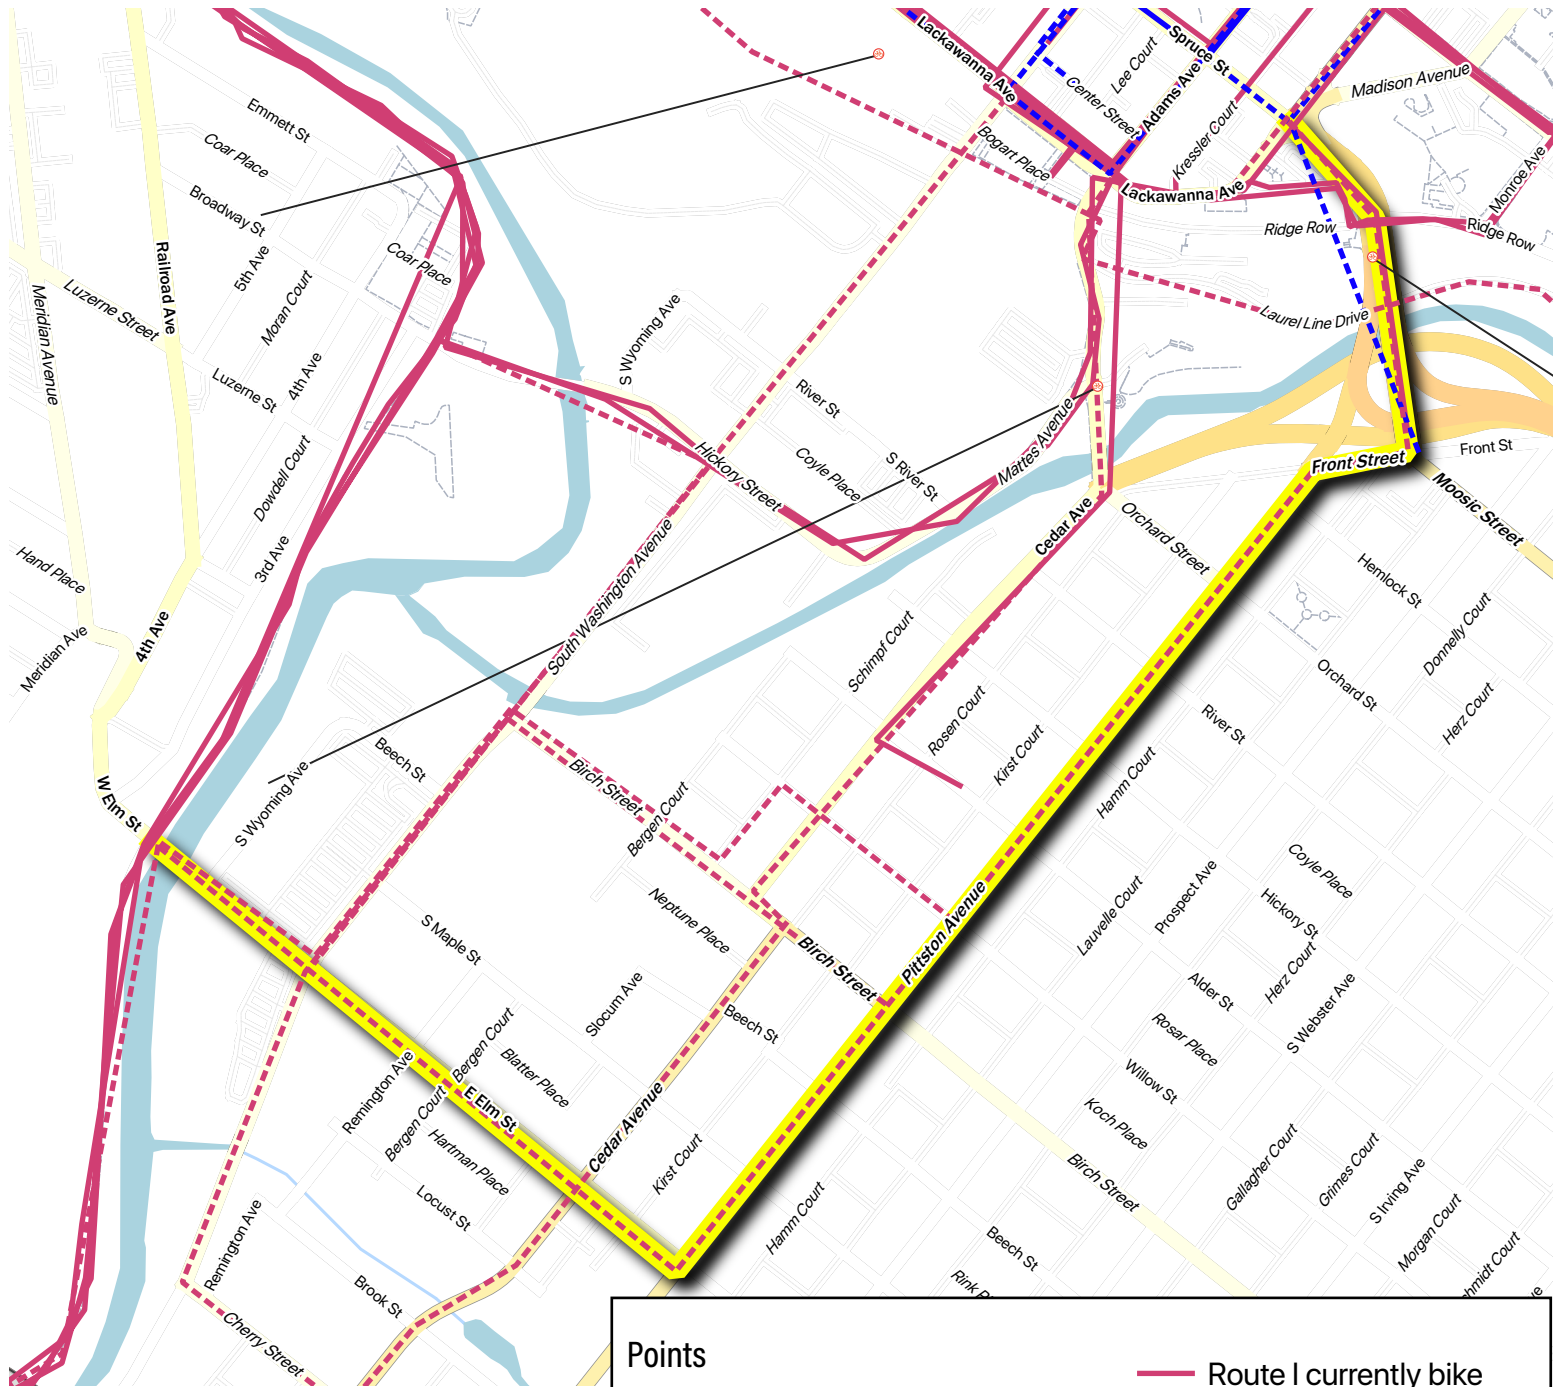 Lackawanna Ave
Spruce St
Lee Court
Adams Ave
Center Street
Madison Avenue
Kressler Court
Bogart Place
Lackawanna Ave
Monroe Ave
Ridge Row
Ridge Row
Laurel Line Drive
Emmett St
Coar Place
Broadway St
5th Ave
Railroad Ave
Moran Court
Coar Place
Luzerne Street
Meridian Avenue
Luzerne St
4th Ave
S Wyoming Ave
River St
Mattes Avenue
Hickory Street
Coyle Place
S River St
Front Street
Front St
Moosic Street
Dowdell Court
3rd Ave
Cedar Ave
Orchard Street
Hand Place
South Washington Avenue
Hemlock St
Donnelly Court
4th Ave
Meridian Ave
Schimpf Court
Orchard St
Herz Court
Rosen Court
River St
Kirst Court
Hamm Court
Beech St
W Elm St
S Wyoming Ave
Birch Street
Bergen Court
Coyle Place
Prospect Ave
Hickory St
Lauvelle Court
Neptune Place
S Maple St
Birch Street
Pittston Avenue
Alder St
Herz Court
S Webster Ave
Slocum Ave
Beech St
Rosar Place
Bergen Court
Blatter Place
Remington Ave
Willow St
Bergen Court
E Elm St
Koch Place
Hartman Place
Cedar Avenue
Kirst Court
Gallagher Court
Grimes Court
S Irving Ave
Birch Street
Locust St
Hamm Court
Morgan Court
Remington Ave
Beech St
Rink P
hmidt Court
Brook St
Cherry Street
Points
Route I currently bike